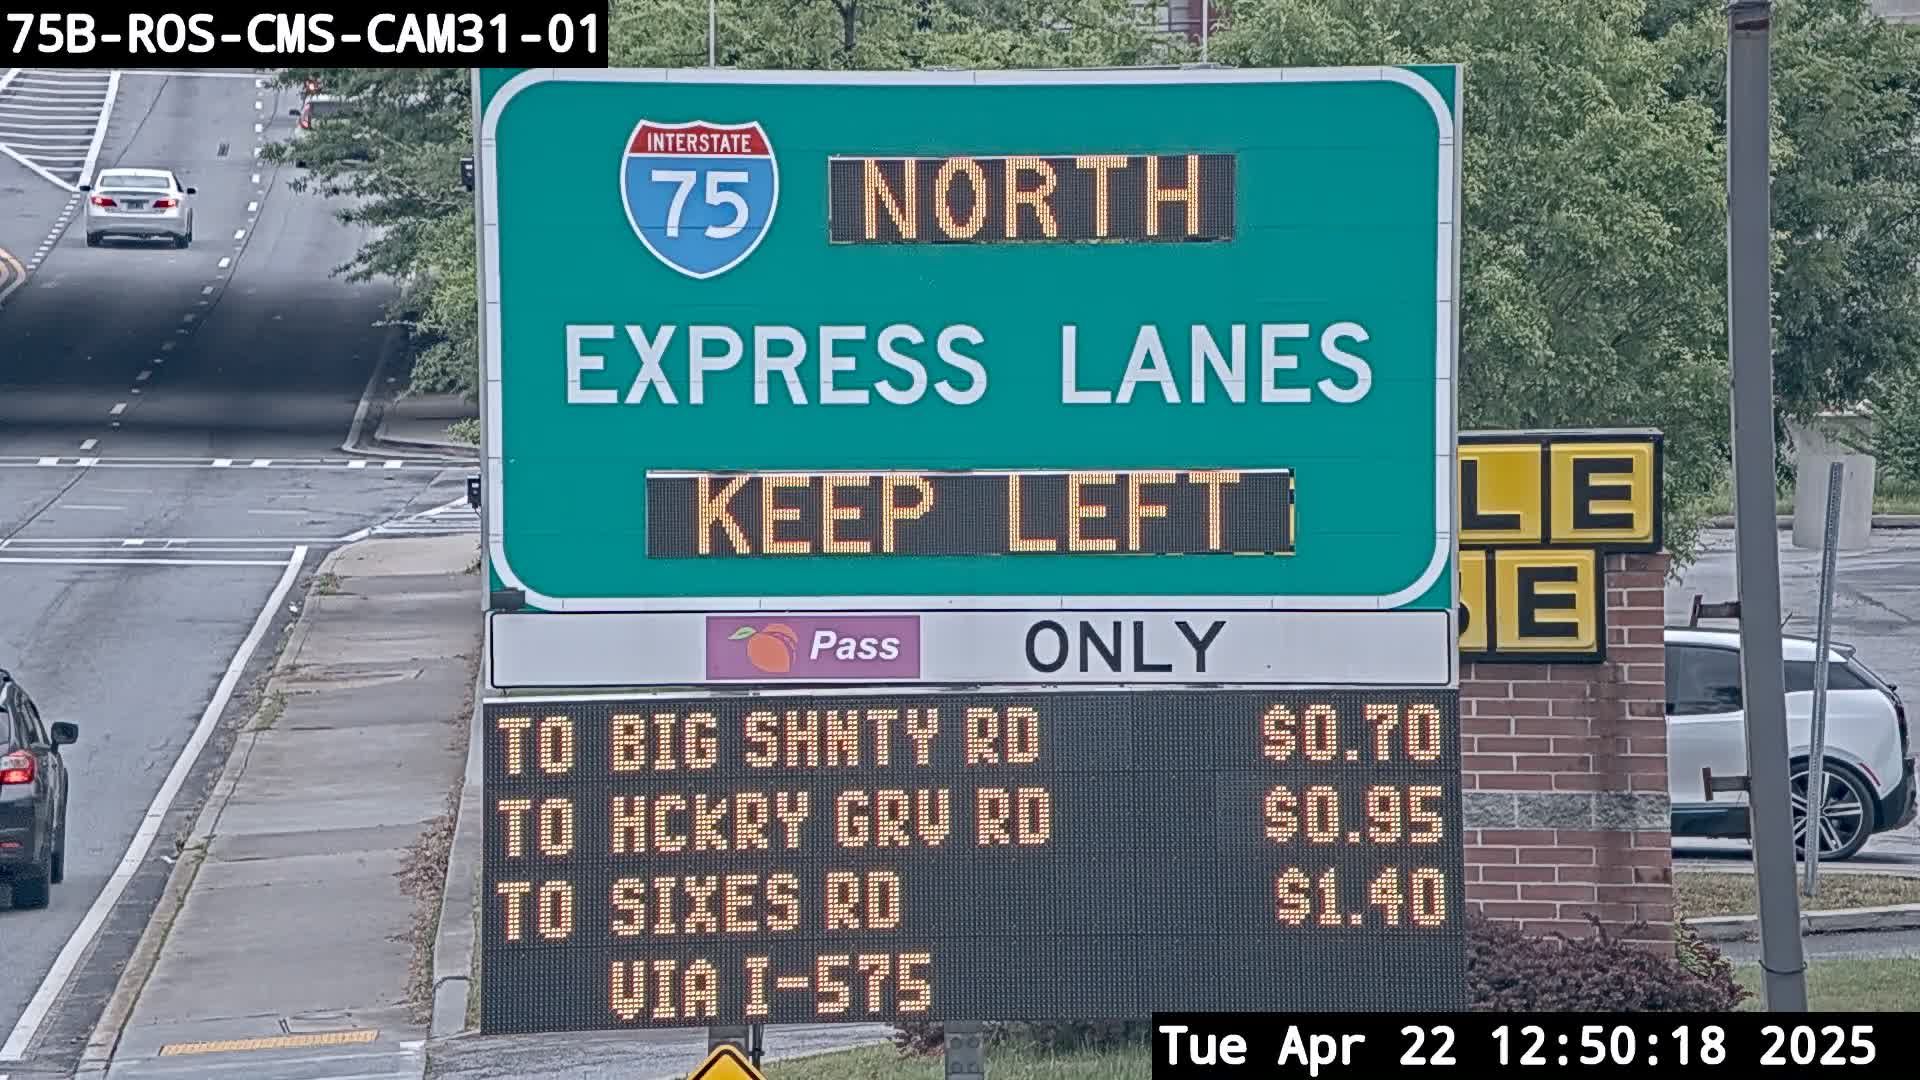 75B-ROS-CMS-CAM31-01
INTERSTATE
75
NORTH
EXPRESS LANES
KEEP LEFT
Pass ONLY
TO BIG SHNTY RD $0.70
TO HCKRY GRV RD $0.95
TO SIXES RD $1.40
VIA I-575
LE
E
Tue Apr 22 12:50:18 2025